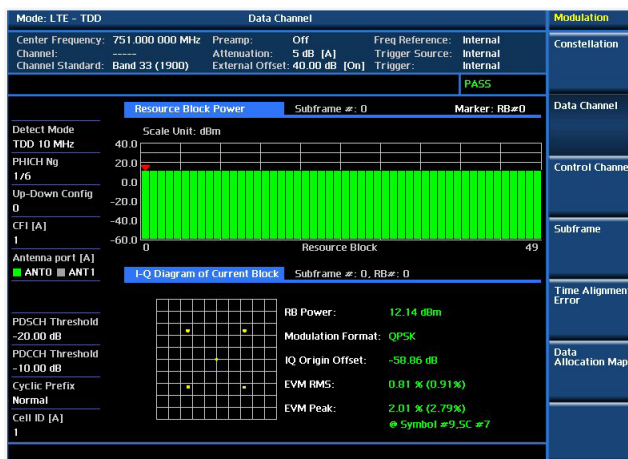 Mode: LTE - TDD
Data Channel
Modulation
Center Frequency: 751.000 000 MHz Preamp: Off Freq Reference: Internal
Channel: ----- Attenuation: 5 dB [A] Trigger Source: Internal
Channel Standard: Band 33 (1900) External Offset: 40.00 dB [On] Trigger: Internal
PASS
Constellation
Data Channel
Control Channe
Subframe
Time Alignmen
Error
Data
Allocation Map
Detect Mode
TDD 10 MHz
PHICH Ng
1/6
Up-Down Config
0
CFI [A]
1
Antenna port [A]
ANT0 ANT1
PDSCH Threshold
-20.00 dB
PDCCH Threshold
-10.00 dB
Cyclic Prefix
Normal
Cell ID [A]
1
Resource Block Power Subframe #: 0 Marker: RB#0
Scale Unit: dBm
40.0
20.0
0.0
-20.0
-40.0
-60.0
0 Resource Block 49
I-Q Diagram of Current Block Subframe #: 0, RB#: 0
RB Power: 12.14 dBm
Modulation Format: QPSK
IQ Origin Offset: -58.86 dB
EVM RMS: 0.81 % (0.91%)
EVM Peak: 2.01 % (2.79%)
@ Symbol #9,SC #7